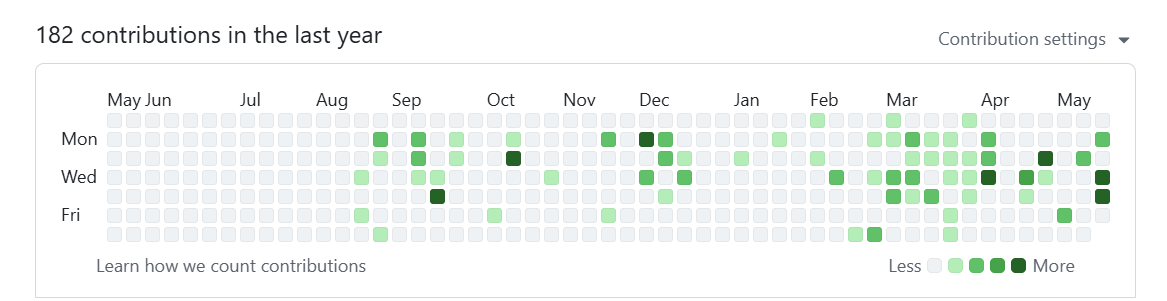 182 contributions in the last year
Contribution settings
May Jun Jul Aug Sep Oct Nov Dec Jan Feb Mar Apr May
Mon
Wed
Fri
Learn how we count contributions
Less More